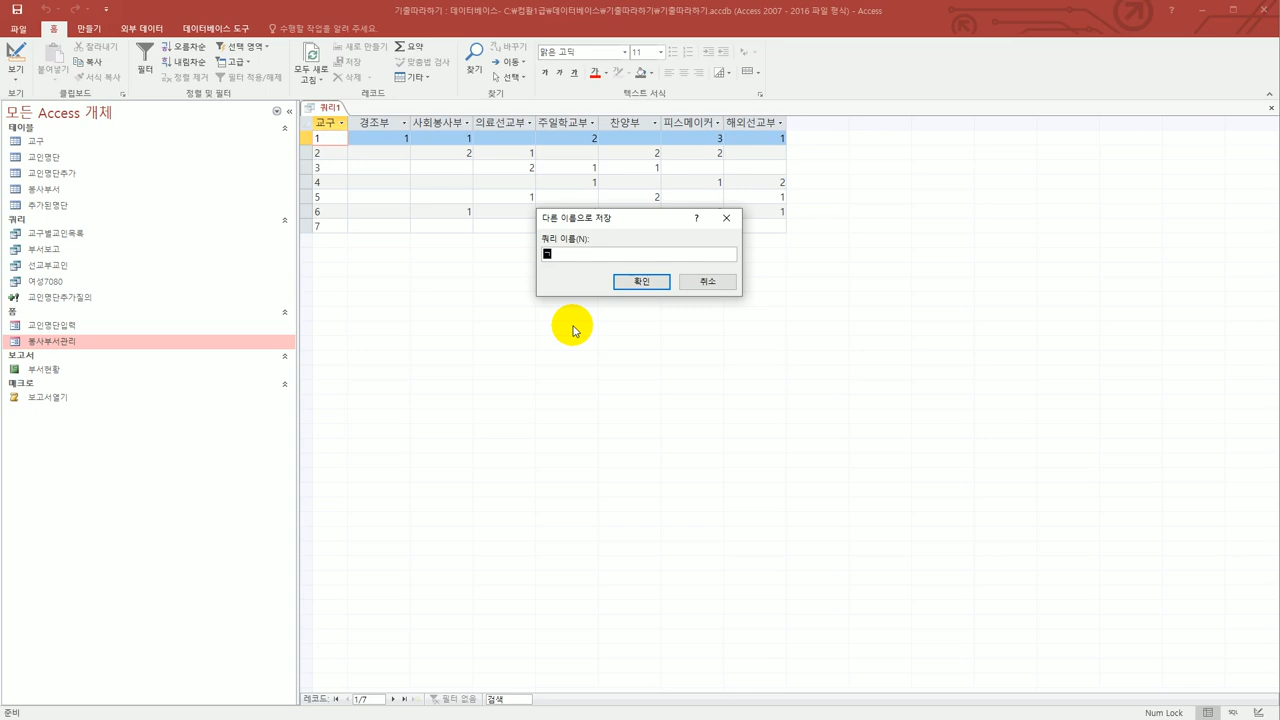 기출따라하기 : 데이터베이스- C:₩컴활1급₩데이터베이스₩기출따라하기₩기출따라하기.accdb (Access 2007 - 2016 파일 형식) - Access
파일 홈 만들기 외부 데이터 데이터베이스 도구 수행할 작업을 알려 주세요.
보기 붙여넣기 잘라내기 복사 서식 복사
필터 오름차순 내림차순 정렬 제거 선택 영역 고급 필터 적용/해제
모두 새로 고침 새로 만들기 저장 삭제 요약 맞춤법 검사 기타
찾기 바꾸기 이동 선택
맑은 고딕 11
가 가 가 가
보기 클립보드 정렬 및 필터 레코드 찾기 텍스트 서식
모든 Access 개체
테이블
교구
교인명단
교인명단추가
봉사부서
추가된명단
쿼리
교구별교인목록
부서보고
선교부교인
여성7080
교인명단추가질의
폼
교인명단입력
봉사부서관리
보고서
부서현황
매크로
보고서열기
쿼리1
교구 경조부 사회봉사부 의료선교부 주일학교부 찬양부 피스메이커 해외선교부
1 1 1 2 3 1
2 2 1 2 2
3 2 1 1
4 1 1 2
5 1 2 1
6 1 1
7
다른 이름으로 저장 ? ×
쿼리 이름(N):
ㄱ
확인 취소
레코드: 1/7 필터 없음 검색
준비 Num Lock SQL